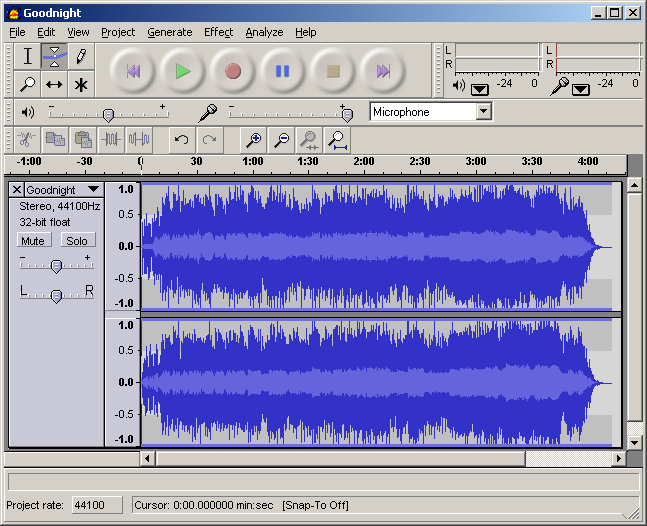 Goodnight
File Edit View Project Generate Effect Analyze Help
L
R
-24 0
L
R
-24 0
- +
- +
Microphone
-1:00 -30 0 30 1:00 1:30 2:00 2:30 3:00 3:30 4:00
Goodnight
Stereo, 44100Hz
32-bit float
Mute Solo
- +
L R
1.0
0.5
0.0
-0.5
-1.0
1.0
0.5
0.0
-0.5
-1.0
Project rate: 44100 Cursor: 0:00.000000 min:sec [Snap-To Off]